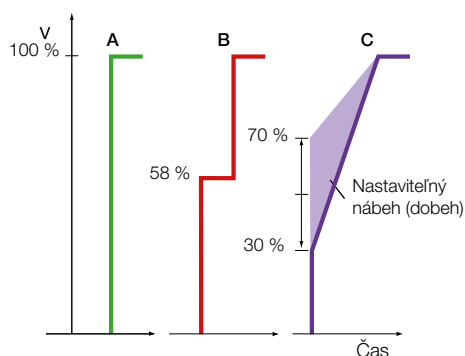 V
A
B
C
100 %
70 %
58 %
Nastaviteľný
nábeh (dobeh)
30 %
Čas